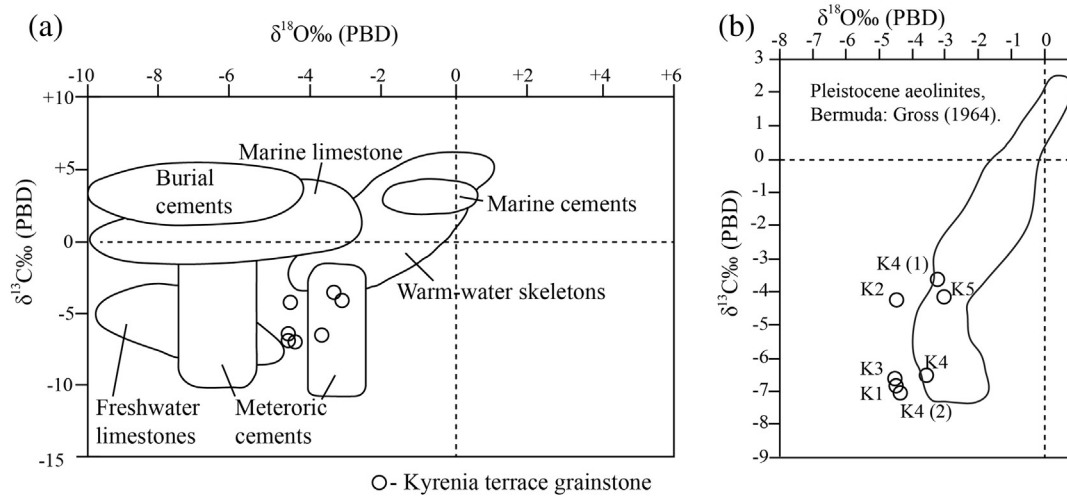 (a)
δ¹⁸O‰ (PBD)
-10 -8 -6 -4 -2 0 +2 +4 +6
+10
+5
0
-5
-10
-15
δ¹³C‰ (PBD)
Marine limestone
Burial
cements
Marine cements
Warm-water skeletons
Freshwater
limestones
Meteroric
cements
O - Kyrenia terrace grainstone
(b)
δ¹⁸O‰ (PBD)
-8 -7 -6 -5 -4 -3 -2 -1 0
3
2
1
0
-1
-2
-3
-4
-5
-6
-7
-8
-9
δ¹³C‰ (PBD)
Pleistocene aeolinites,
Bermuda: Gross (1964).
K4 (1)
K2
K5
K3
K4
K1
K4 (2)